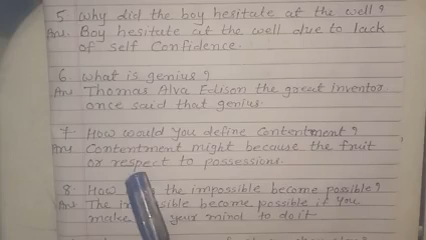 5 Why did the boy hesitate at the well?
Ans Boy hesitate at the well due to lack
of self Confidence.
6. what is genius?
Ans Thomas Alva Edison the great Inventor
once said that genius.
7. How would you define Contentment?
Ans Contentment might because the fruit
or respect to possessions.
8. How the impossible become possible?
Ans The become possible if you
make your mind to do it